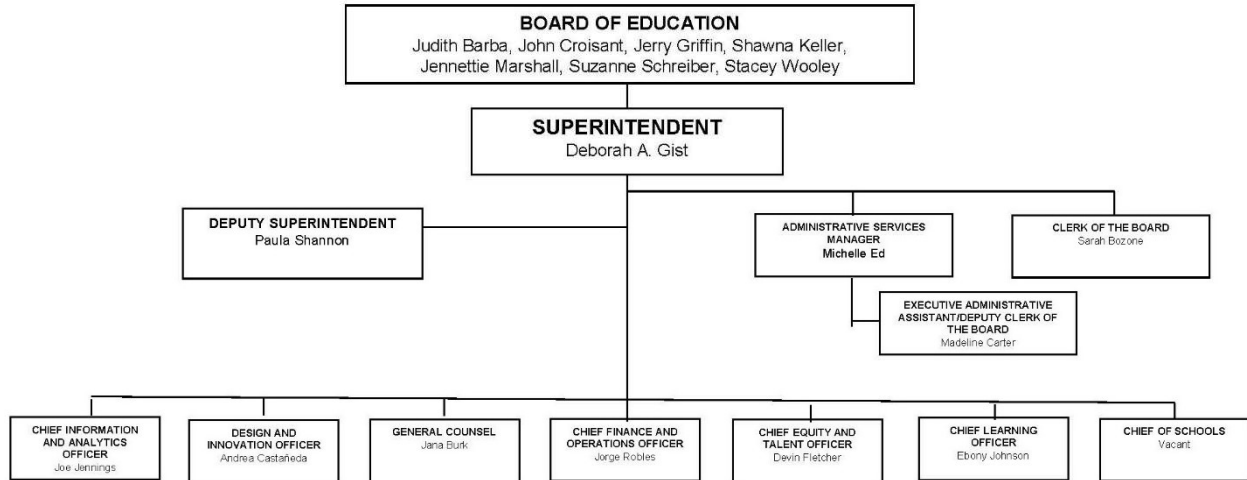 BOARD OF EDUCATION
Judith Barba, John Croisant, Jerry Griffin, Shawna Keller,
Jennettie Marshall, Suzanne Schreiber, Stacey Wooley
SUPERINTENDENT
Deborah A. Gist
DEPUTY SUPERINTENDENT
Paula Shannon
ADMINISTRATIVE SERVICES
MANAGER
Michelle Ed
CLERK OF THE BOARD
Sarah Bozone
EXECUTIVE ADMINISTRATIVE
ASSISTANT/DEPUTY CLERK OF
THE BOARD
Madeline Carter
CHIEF INFORMATION
AND ANALYTICS
OFFICER
Joe Jennings
DESIGN AND
INNOVATION OFFICER
Andrea Castañeda
GENERAL COUNSEL
Jana Burk
CHIEF FINANCE AND
OPERATIONS OFFICER
Jorge Robles
CHIEF EQUITY AND
TALENT OFFICER
Devin Fletcher
CHIEF LEARNING
OFFICER
Ebony Johnson
CHIEF OF SCHOOLS
Vacant